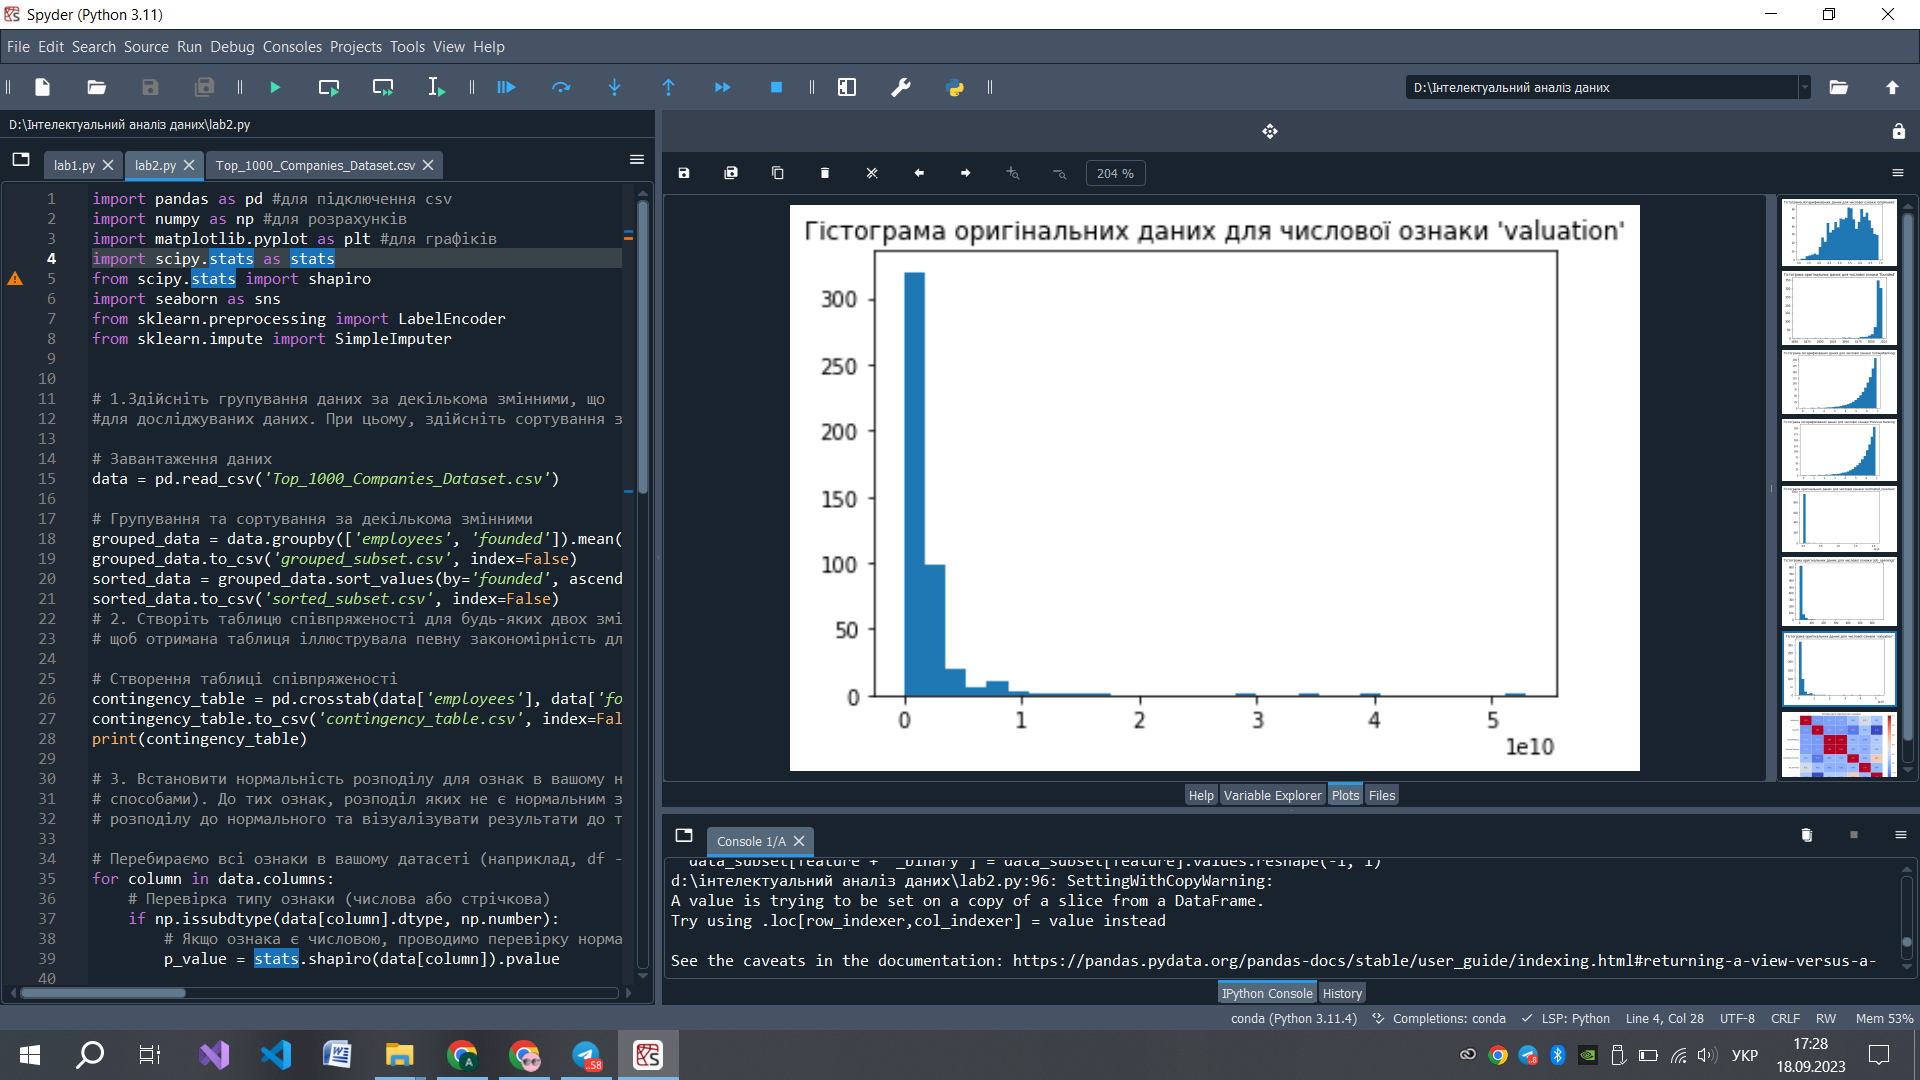 Spyder (Python 3.11)
File Edit Search Source Run Debug Consoles Projects Tools View Help
D:\Інтелектуальний аналіз даних
D:\Інтелектуальний аналіз даних\lab2.py
lab1.py
lab2.py
Top_1000_Companies_Dataset.csv
1 import pandas as pd #для підключення csv
2 import numpy as np #для розрахунків
3 import matplotlib.pyplot as plt #для графіків
4 import scipy.stats as stats
5 from scipy.stats import shapiro
6 import seaborn as sns
7 from sklearn.preprocessing import LabelEncoder
8 from sklearn.impute import SimpleImputer
9
10
11 # 1.Здійсніть групування даних за декількома змінними, що
12 #для досліджуваних даних. При цьому, здійсніть сортування з
13
14 # Завантаження даних
15 data = pd.read_csv('Top_1000_Companies_Dataset.csv')
16
17 # Групування та сортування за декількома змінними
18 grouped_data = data.groupby(['employees', 'founded']).mean(
19 grouped_data.to_csv('grouped_subset.csv', index=False)
20 sorted_data = grouped_data.sort_values(by='founded', ascend
21 sorted_data.to_csv('sorted_subset.csv', index=False)
22 # 2. Створіть таблицю співпряженості для будь-яких двох змі
23 # щоб отримана таблиця іллюструвала певну закономірність дл
24
25 # Створення таблиці співпряженості
26 contingency_table = pd.crosstab(data['employees'], data['fo
27 contingency_table.to_csv('contingency_table.csv', index=Fal
28 print(contingency_table)
29
30 # 3. Встановити нормальність розподілу для ознак в вашому н
31 # способами). До тих ознак, розподіл яких не є нормальним з
32 # розподілу до нормального та візуалізувати результати до т
33
34 # Перебираємо всі ознаки в вашому датасеті (наприклад, df -
35 for column in data.columns:
36 # Перевірка типу ознаки (числова або стрічкова)
37 if np.issubdtype(data[column].dtype, np.number):
38 # Якщо ознака є числовою, проводимо перевірку норма
39 p_value = stats.shapiro(data[column]).pvalue
40
204 %
Гістограма оригінальних даних для числової ознаки 'valuation'
300
250
200
150
100
50
0
0 1 2 3 4 5
1e10
Help Variable Explorer Plots Files
Console 1/A
data_subset[feature + "_binary"] = data_subset[feature].values.reshape(-1, 1)
d:\інтелектуальний аналіз даних\lab2.py:96: SettingWithCopyWarning:
A value is trying to be set on a copy of a slice from a DataFrame.
Try using .loc[row_indexer,col_indexer] = value instead
See the caveats in the documentation: https://pandas.pydata.org/pandas-docs/stable/user_guide/indexing.html#returning-a-view-versus-a-
IPython Console History
conda (Python 3.11.4) Completions: conda LSP: Python Line 4, Col 28 UTF-8 CRLF RW Mem 53%
УКР
17:28
18.09.2023